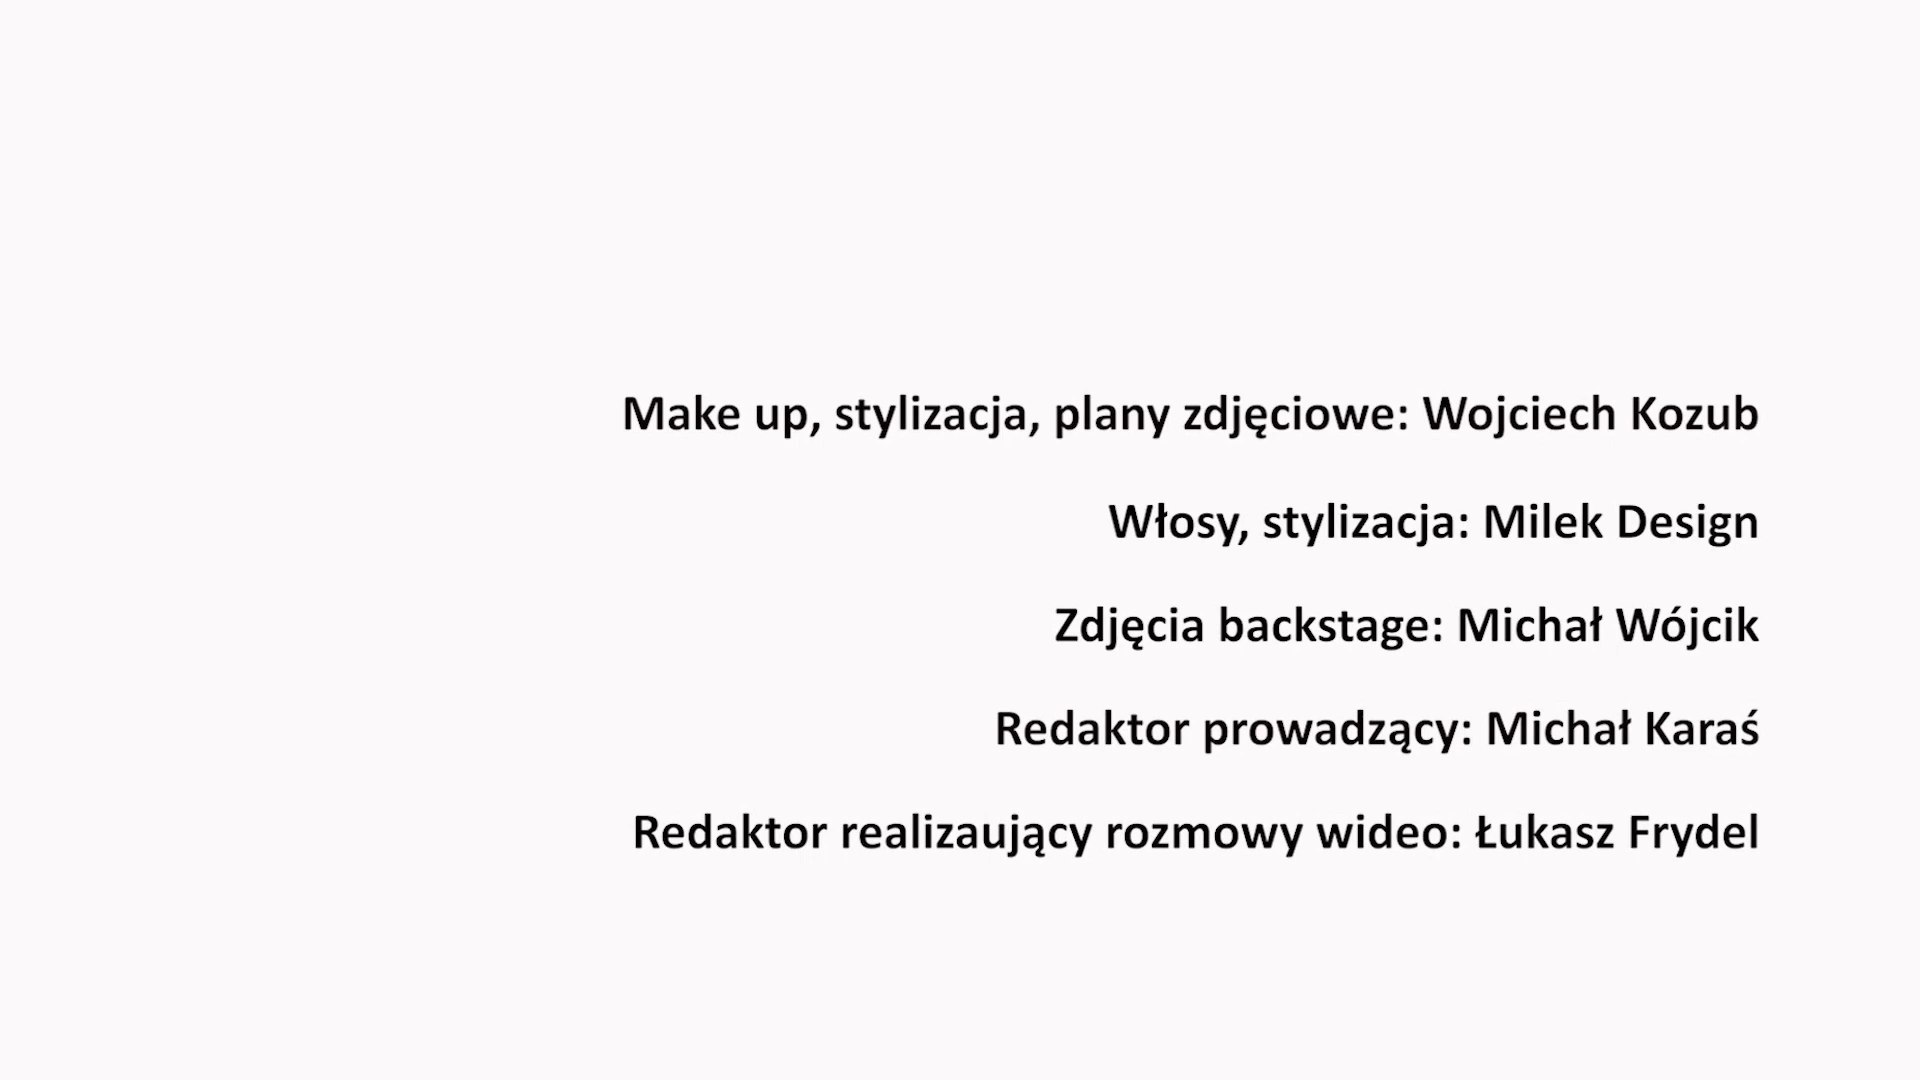 Make up, stylizacja, plany zdjęciowe: Wojciech Kozub
Włosy, stylizacja: Milek Design
Zdjęcia backstage: Michał Wójcik
Redaktor prowadzący: Michał Karaś
Redaktor realizaujący rozmowy wideo: Łukasz Frydel